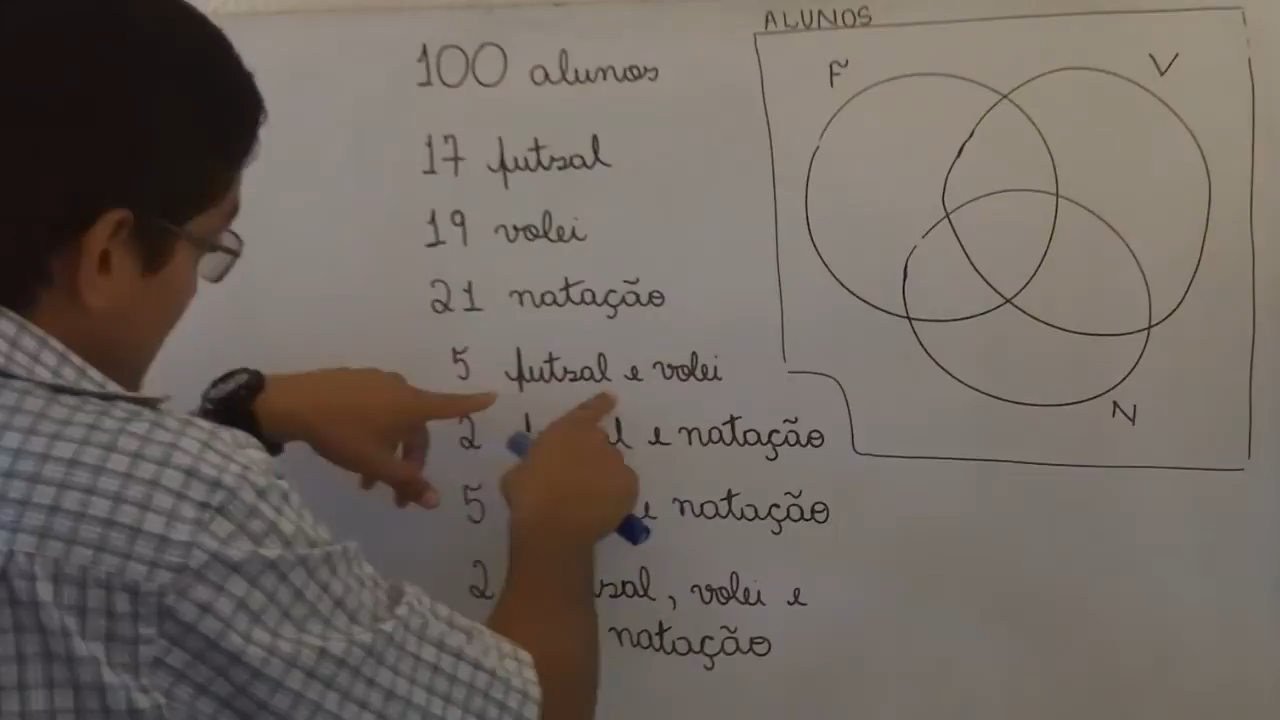 100 alunos
17 futsal
19 volei
21 natação
5 futsal e volei
2 e natação
5 e natação
2 , volei e
natação
ALUNOS
F
V
N